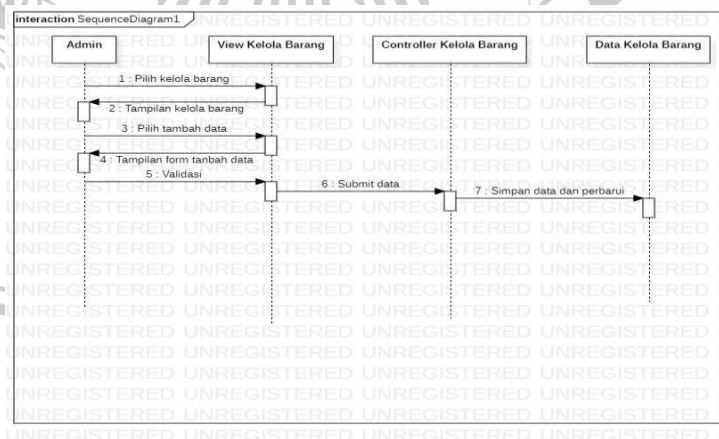 interaction SequenceDiagram1
Admin
View Kelola Barang
Controller Kelola Barang
Data Kelola Barang
1 : Pilih kelola barang
2 : Tampilan kelola barang
3 : Pilih tambah data
4 : Tampilan form tanbah data
5 : Validasi
6 : Submit data
7 : Simpan data dan perbarui
UNREGISTERED